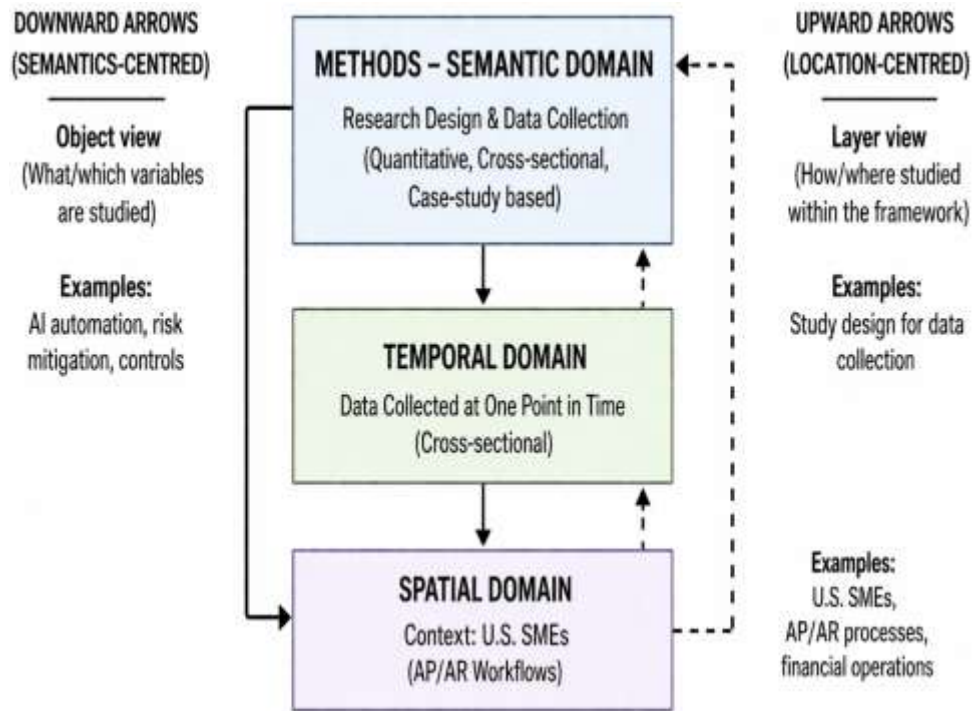 DOWNWARD ARROWS
(SEMANTICS-CENTRED)
Object view
(What/which variables
are studied)
Examples:
AI automation, risk
mitigation, controls
METHODS – SEMANTIC DOMAIN
Research Design & Data Collection
(Quantitative, Cross-sectional,
Case-study based)
TEMPORAL DOMAIN
Data Collected at One Point in Time
(Cross-sectional)
SPATIAL DOMAIN
Context: U.S. SMEs
(AP/AR Workflows)
UPWARD ARROWS
(LOCATION-CENTRED)
Layer view
(How/where studied
within the framework)
Examples:
Study design for data
collection
Examples:
U.S. SMEs,
AP/AR processes,
financial operations